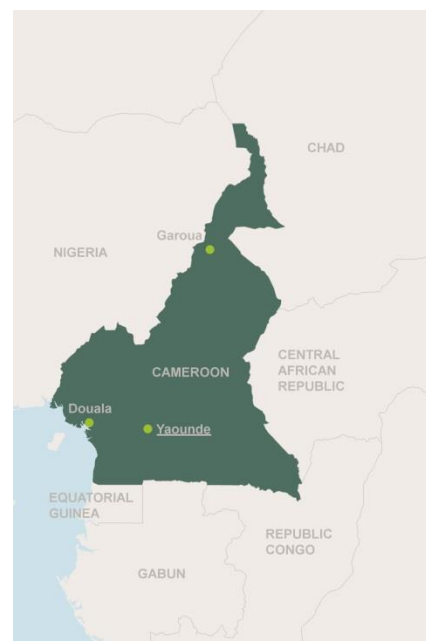 CHAD
Garoua
NIGERIA
CENTRAL
AFRICAN
REPUBLIC
CAMEROON
Douala
Yaounde
EQUATORIAL
GUINEA
REPUBLIC
CONGO
GABUN